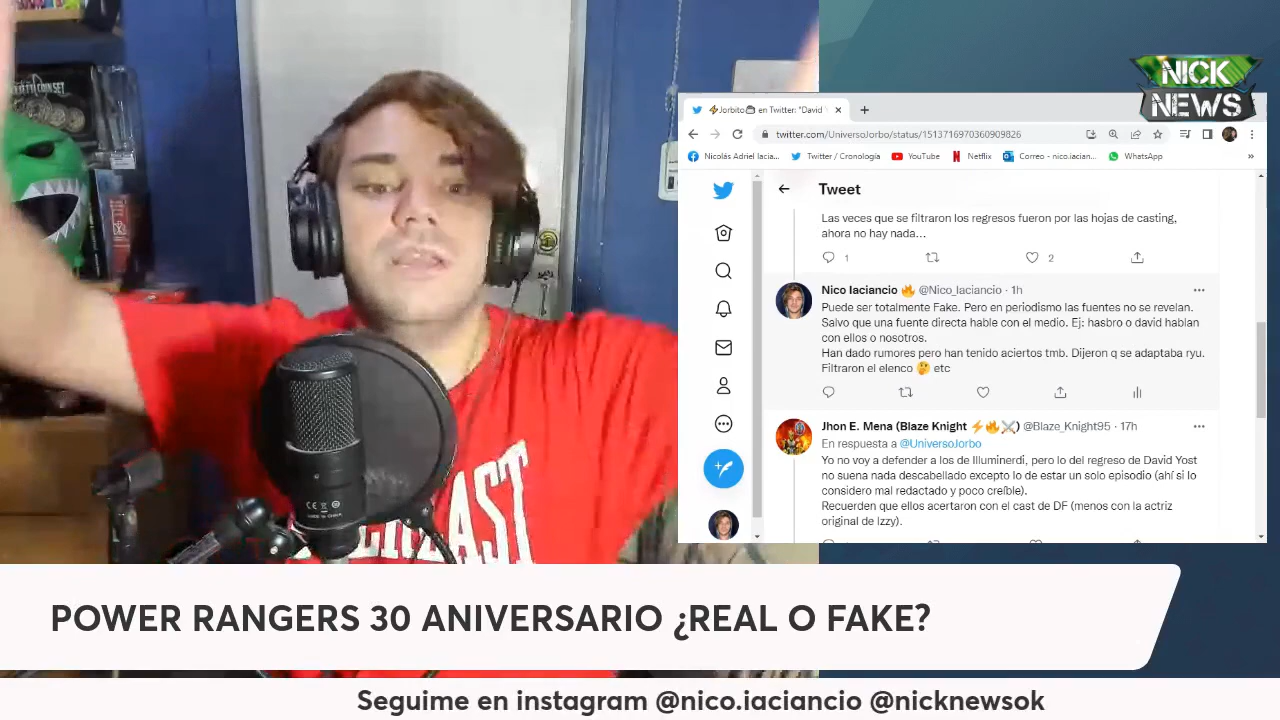 NICK
NEWS
⚡Jorbito en Twitter: "David
twitter.com/UniversoJorbo/status/1513716970360909826
Nicolás Adriel Iacia...
Twitter / Cronología
YouTube
Netflix
Correo - nico.iacian...
WhatsApp
»
Tweet
Las veces que se filtraron los regresos fueron por las hojas de casting,
ahora no hay nada...
1
2
Nico Iaciancio 🔥 @Nico_Iaciancio · 1h
Puede ser totalmente Fake. Pero en periodismo las fuentes no se revelan.
Salvo que una fuente directa hable con el medio. Ej: hasbro o david hablan
con ellos o nosotros.
Han dado rumores pero han tenido aciertos tmb. Dijeron q se adaptaba ryu.
Filtraron el elenco 🤔 etc
Jhon E. Mena (Blaze Knight ⚡🔥⚔️) @Blaze_Knight95 · 17h
En respuesta a @UniversoJorbo
Yo no voy a defender a los de Illuminerdi, pero lo del regreso de David Yost
no suena nada descabellado excepto lo de estar un solo episodio (ahí si lo
considero mal redactado y poco creíble).
Recuerden que ellos acertaron con el cast de DF (menos con la actriz
original de Izzy).
COIN SET
CE
POWER RANGERS 30 ANIVERSARIO ¿REAL O FAKE?
Seguime en instagram @nico.iaciancio @nicknewsok